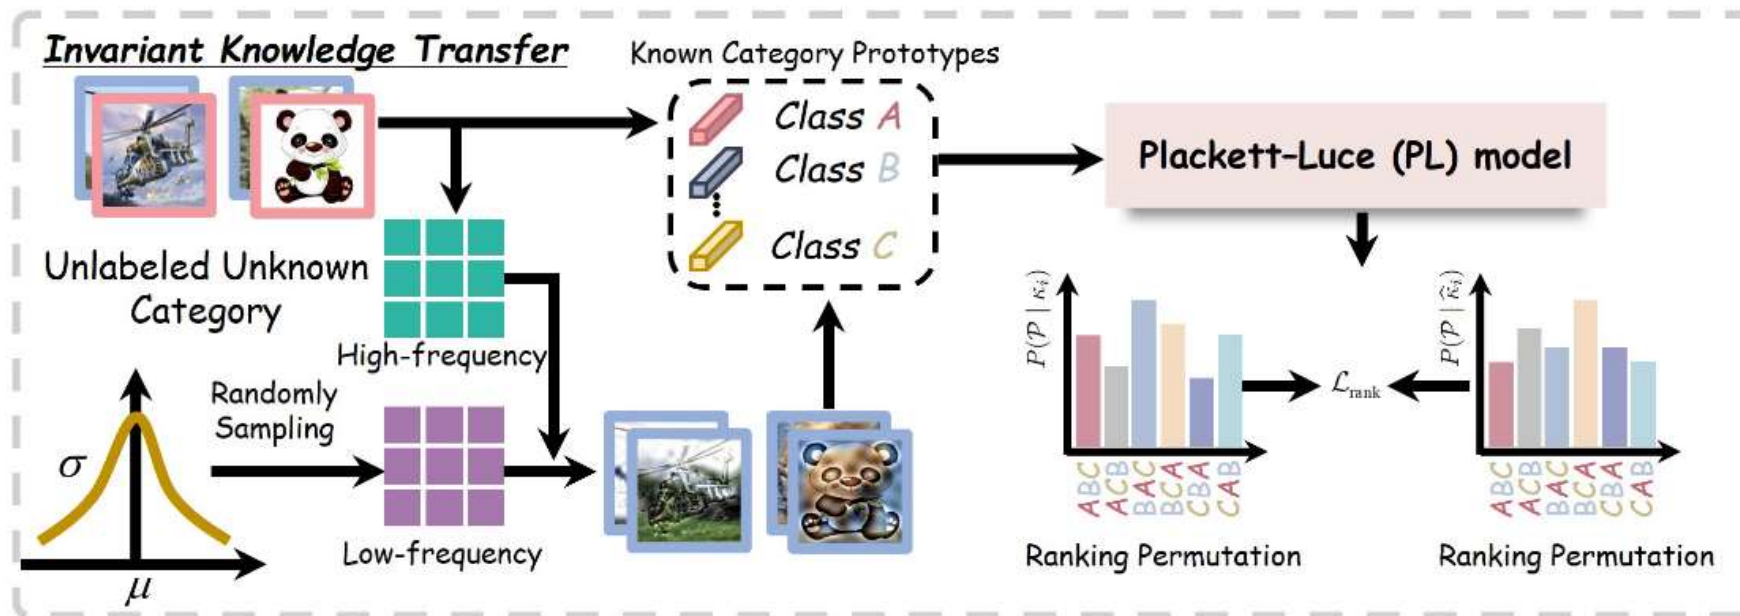 Invariant Knowledge Transfer
Known Category Prototypes
Class A
Class B
Class C
Plackett-Luce (PL) model
Unlabeled Unknown
Category
High-frequency
Randomly
Sampling
σ
μ
Low-frequency
P(𝒫 | κᵢ)
ABC
ACB
BAC
BCA
CBA
CAB
Ranking Permutation
ℒrank
P(𝒫 | κ̂ᵢ)
ABC
ACB
BAC
BCA
CBA
CAB
Ranking Permutation